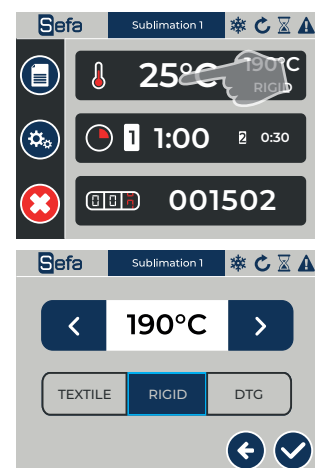 Sefa Sublimation 1
25°C 190°C
RIGID
1 1:00 2 0:30
001502
Sefa Sublimation 1
190°C
TEXTILE RIGID DTG